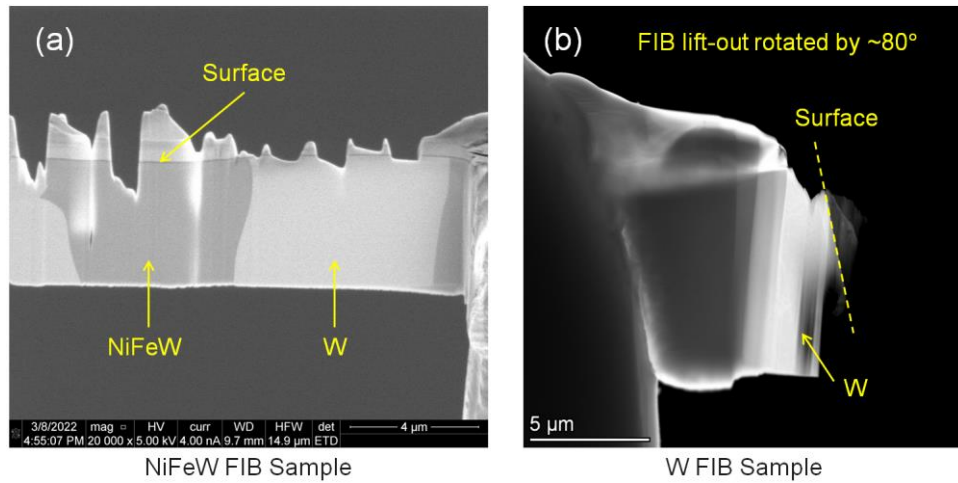 (a)
Surface
NiFeW
W
3/8/2022 mag □ HV curr WD HFW det
4:55:07 PM 20 000 x 5.00 kV 4.00 nA 9.7 mm 14.9 µm ETD
4 µm
NiFeW FIB Sample
(b)
FIB lift-out rotated by ~80°
Surface
W
5 µm
W FIB Sample